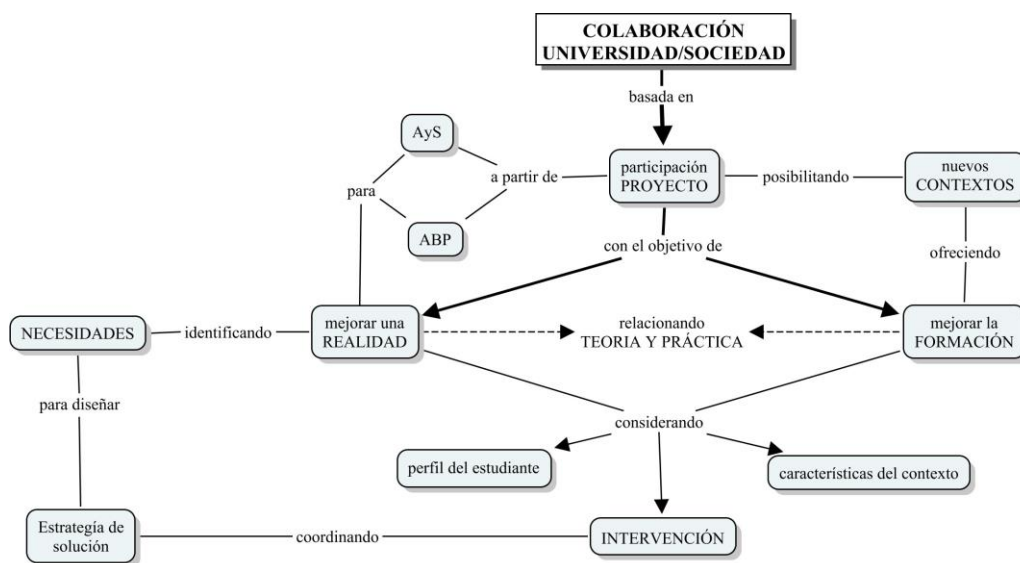 COLABORACIÓN
UNIVERSIDAD/SOCIEDAD
basada en
AyS
participación
PROYECTO
nuevos
CONTEXTOS
a partir de
posibilitando
para
ABP
con el objetivo de
ofreciendo
NECESIDADES
identificando
mejorar una
REALIDAD
relacionando
TEORIA Y PRÁCTICA
mejorar la
FORMACIÓN
para diseñar
considerando
perfil del estudiante
características del contexto
Estrategía de
solución
coordinando
INTERVENCIÓN